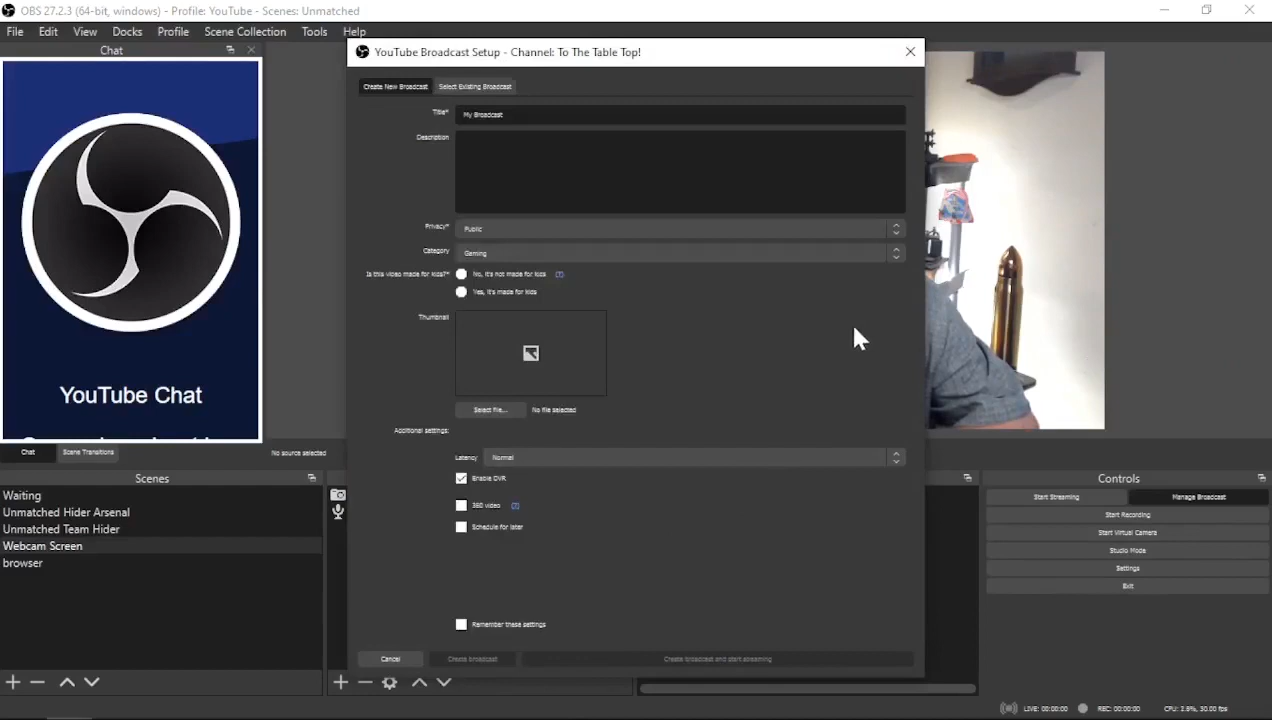 OBS 27.2.3 (64-bit, windows) - Profile: YouTube - Scenes: Unmatched
File Edit View Docks Profile Scene Collection Tools Help
Chat
YouTube Chat
Chat Scene Transitions
No source selected
YouTube Broadcast Setup - Channel: To The Table Top!
Create New Broadcast Select Existing Broadcast
Title* My Broadcast
Description
Privacy* Public
Category Gaming
Is this video made for kids?* No, it's not made for kids (?)
Yes, it's made for kids
Thumbnail
Select file... No file selected
Additional settings:
Latency Normal
Enable DVR
360 video (?)
Schedule for later
Remember these settings
Cancel Create broadcast Create broadcast and start streaming
Scenes
Waiting
Unmatched Hider Arsenal
Unmatched Team Hider
Webcam Screen
browser
Controls
Start Streaming Manage Broadcast
Start Recording
Start Virtual Camera
Studio Mode
Settings
Exit
LIVE: 00:00:00 REC: 00:00:00 CPU: 2.8%, 30.00 fps